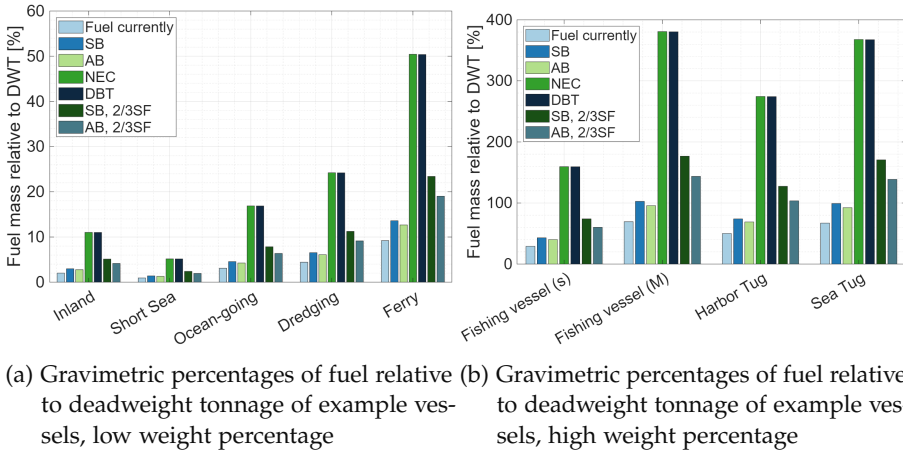 Fuel mass relative to DWT [%]
60
50
40
30
20
10
0
Fuel currently
SB
AB
NEC
DBT
SB, 2/3SF
AB, 2/3SF
Inland
Short Sea
Ocean-going
Dredging
Ferry
(a) Gravimetric percentages of fuel relative
to deadweight tonnage of example ves-
sels, low weight percentage
Fuel mass relative to DWT [%]
400
300
200
100
0
Fuel currently
SB
AB
NEC
DBT
SB, 2/3SF
AB, 2/3SF
Fishing vessel (s)
Fishing vessel (M)
Harbor Tug
Sea Tug
(b) Gravimetric percentages of fuel relative
to deadweight tonnage of example ves-
sels, high weight percentage